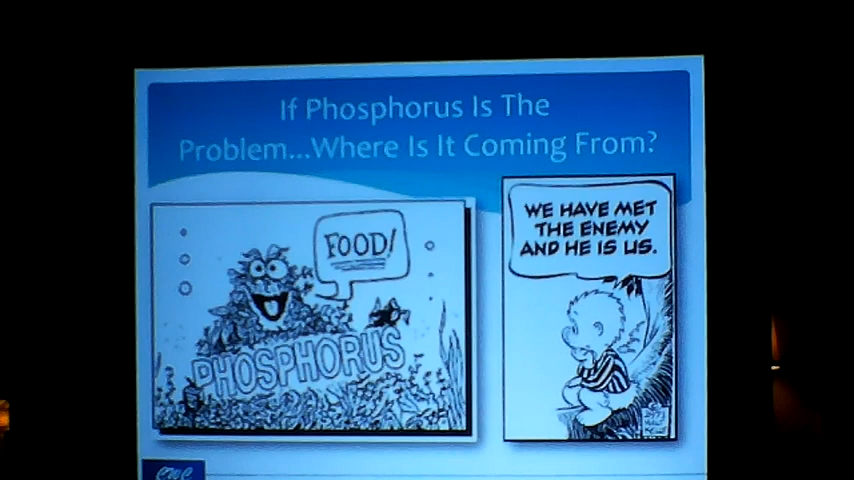 If Phosphorus Is The
Problem...Where Is It Coming From?
FOOD!
PHOSPHORUS
WE HAVE MET
THE ENEMY
AND HE IS US.
CWC